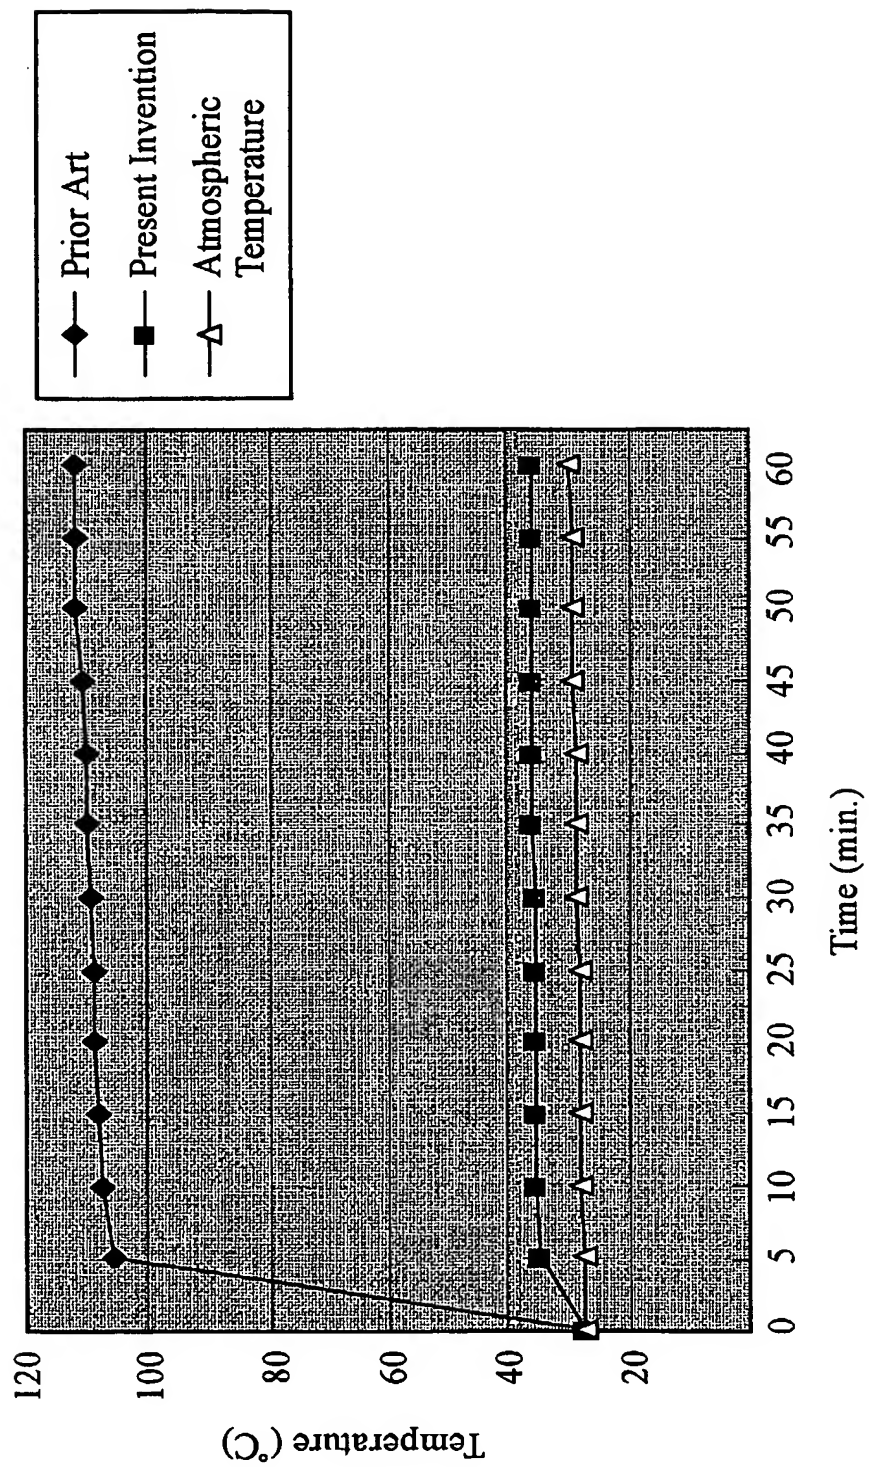 Temperature (°C)
120
100
80
60
40
20
0 5 10 15 20 25 30 35 40 45 50 55 60
Time (min.)
Prior Art
Present Invention
Atmospheric
Temperature